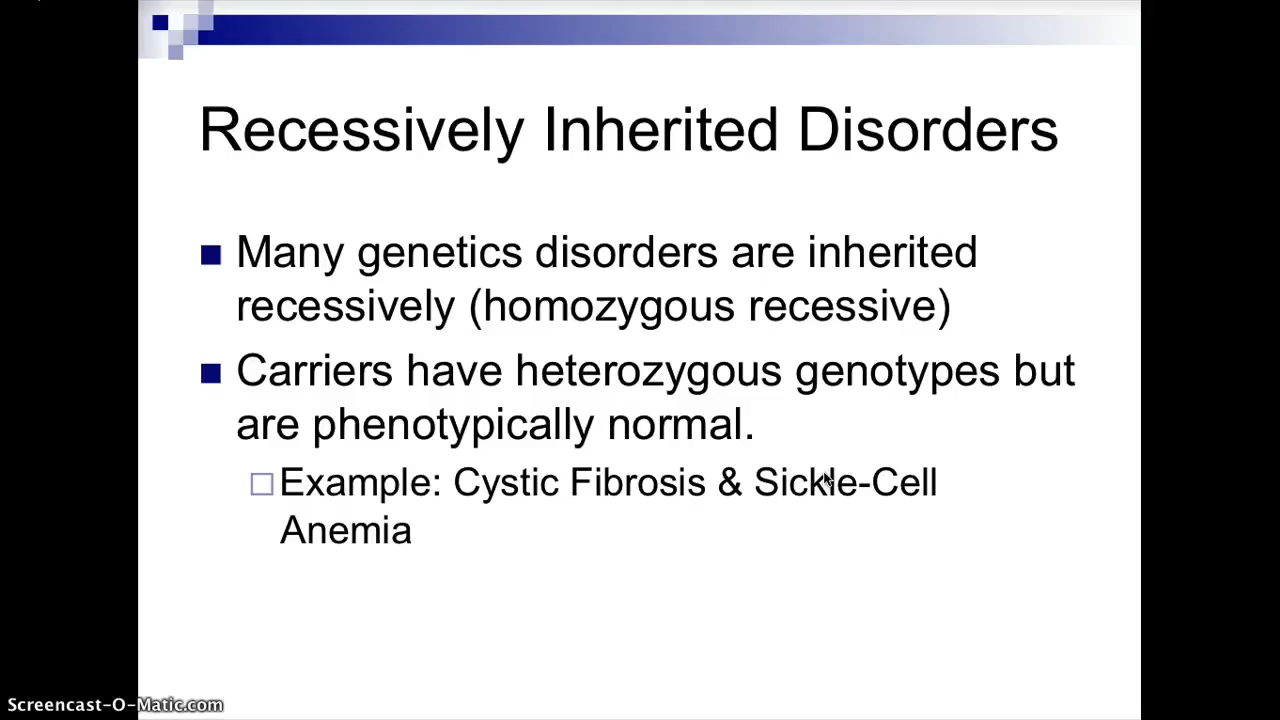 Recessively Inherited Disorders
Many genetics disorders are inherited
recessively (homozygous recessive)
Carriers have heterozygous genotypes but
are phenotypically normal.
Example: Cystic Fibrosis & Sickle-Cell
Anemia
Screencast-O-Matic.com